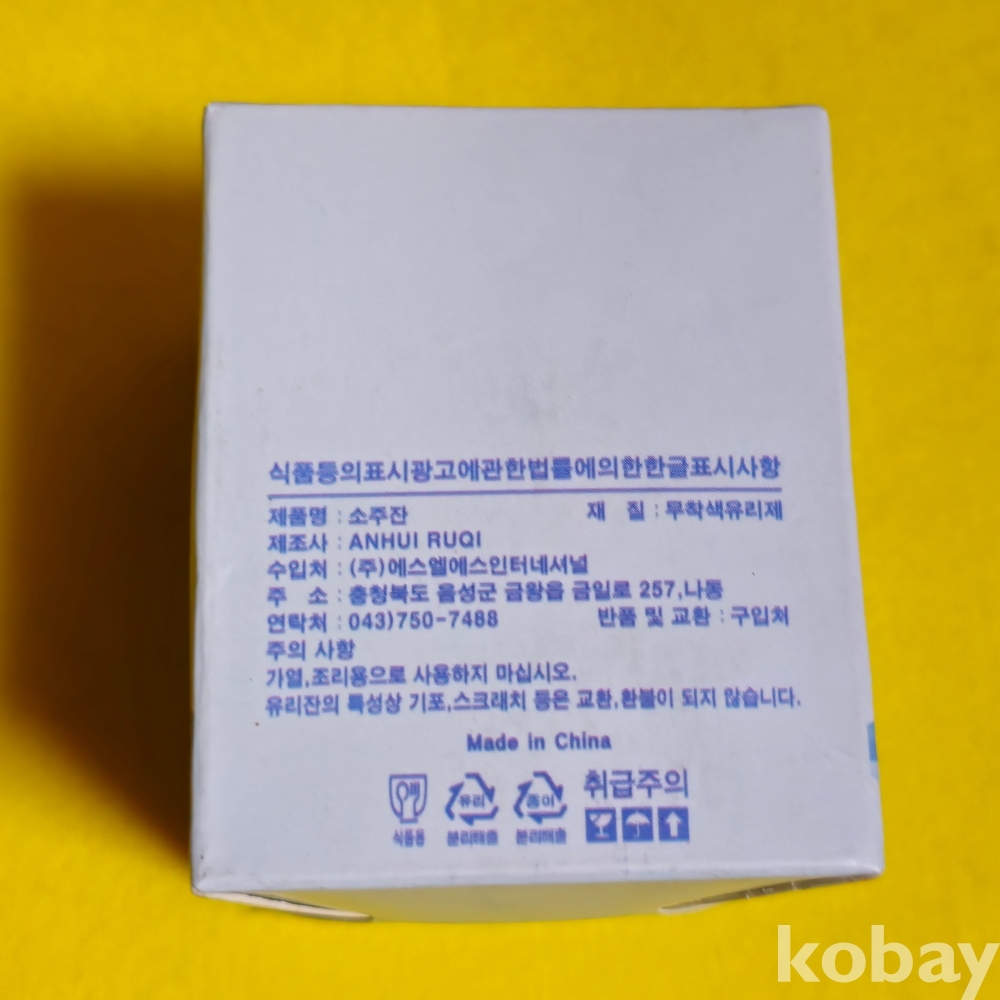 식품등의표시광고에관한법률에의한한글표시사항
제품명 : 소주잔 재 질 : 무착색유리제
제조사 : ANHUI RUQI
수입처 : (주)에스엘에스인터네셔널
주 소 : 충청북도 음성군 금왕읍 금일로 257,나동
연락처 : 043)750-7488 반품 및 교환 : 구입처
주의 사항
가열,조리용으로 사용하지 마십시오.
유리잔의 특성상 기포,스크래치 등은 교환,환불이 되지 않습니다.
Made in China
유리 종이 취급주의
식품용 분리배출 분리배출
kobay